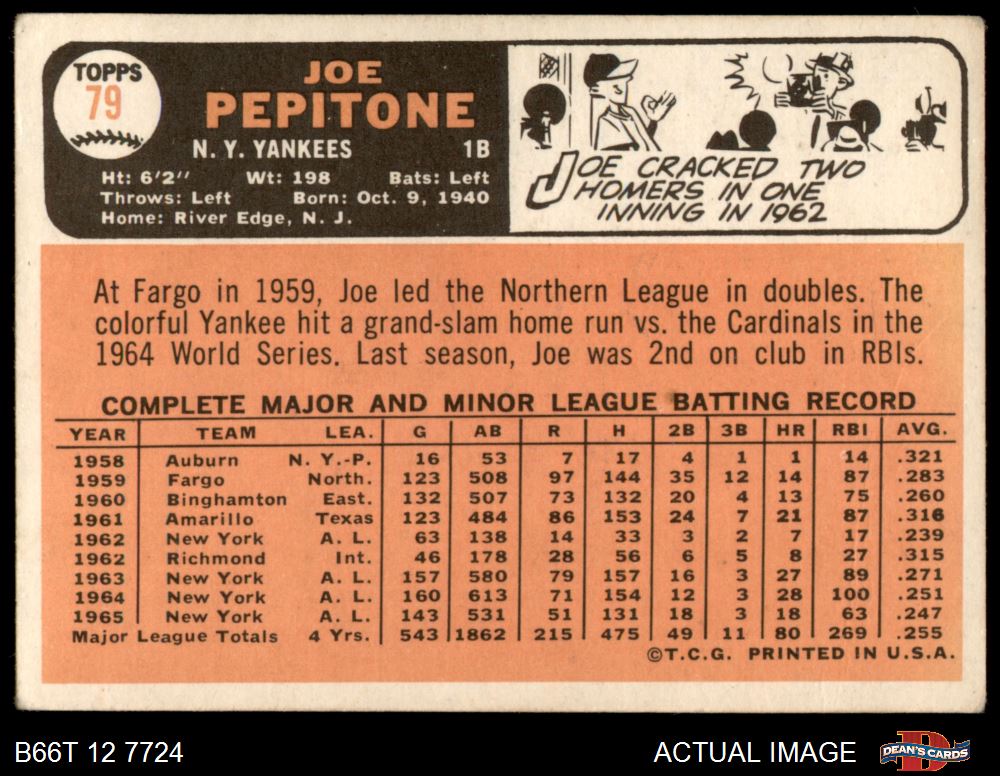 TOPPS
79
JOE
PEPITONE
N. Y. YANKEES 1B
Ht: 6'2" Wt: 198 Bats: Left
Throws: Left Born: Oct. 9, 1940
Home: River Edge, N. J.
JOE CRACKED TWO
HOMERS IN ONE
INNING IN 1962
At Fargo in 1959, Joe led the Northern League in doubles. The
colorful Yankee hit a grand-slam home run vs. the Cardinals in the
1964 World Series. Last season, Joe was 2nd on club in RBIs.
COMPLETE MAJOR AND MINOR LEAGUE BATTING RECORD
YEAR TEAM LEA. G AB R H 2B 3B HR RBI AVG.
1958 Auburn N. Y.-P. 16 53 7 17 4 1 1 14 .321
1959 Fargo North. 123 508 97 144 35 12 14 87 .283
1960 Binghamton East. 132 507 73 132 20 4 13 75 .260
1961 Amarillo Texas 123 484 86 153 24 7 21 87 .316
1962 New York A. L. 63 138 14 33 3 2 7 17 .239
1962 Richmond Int. 46 178 28 56 6 5 8 27 .315
1963 New York A. L. 157 580 79 157 16 3 27 89 .271
1964 New York A. L. 160 613 71 154 12 3 28 100 .251
1965 New York A. L. 143 531 51 131 18 3 18 63 .247
Major League Totals 4 Yrs. 543 1862 215 475 49 11 80 269 .255
©T.C.G. PRINTED IN U.S.A.
B66T 12 7724
ACTUAL IMAGE
DEAN'S CARDS